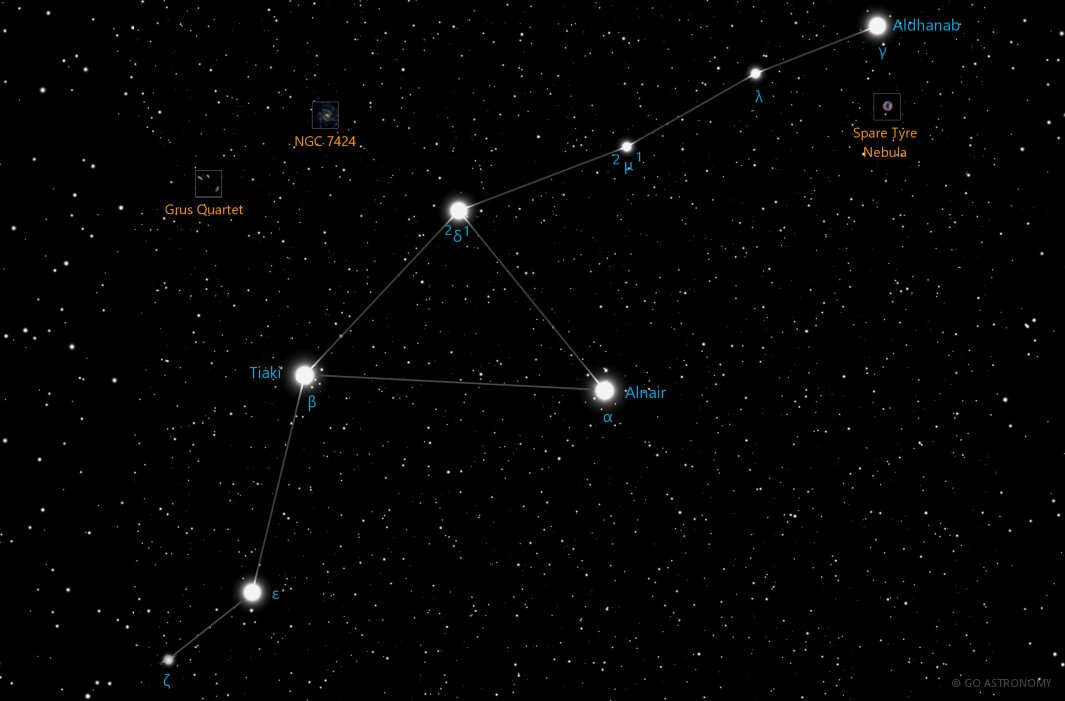 Aldhanab
γ
λ
Spare Tyre
Nebula
NGC 7424
2 1
μ
Grus Quartet
2δ1
Tiaki
β
Alnair
α
ε
ζ
© GO ASTRONOMY